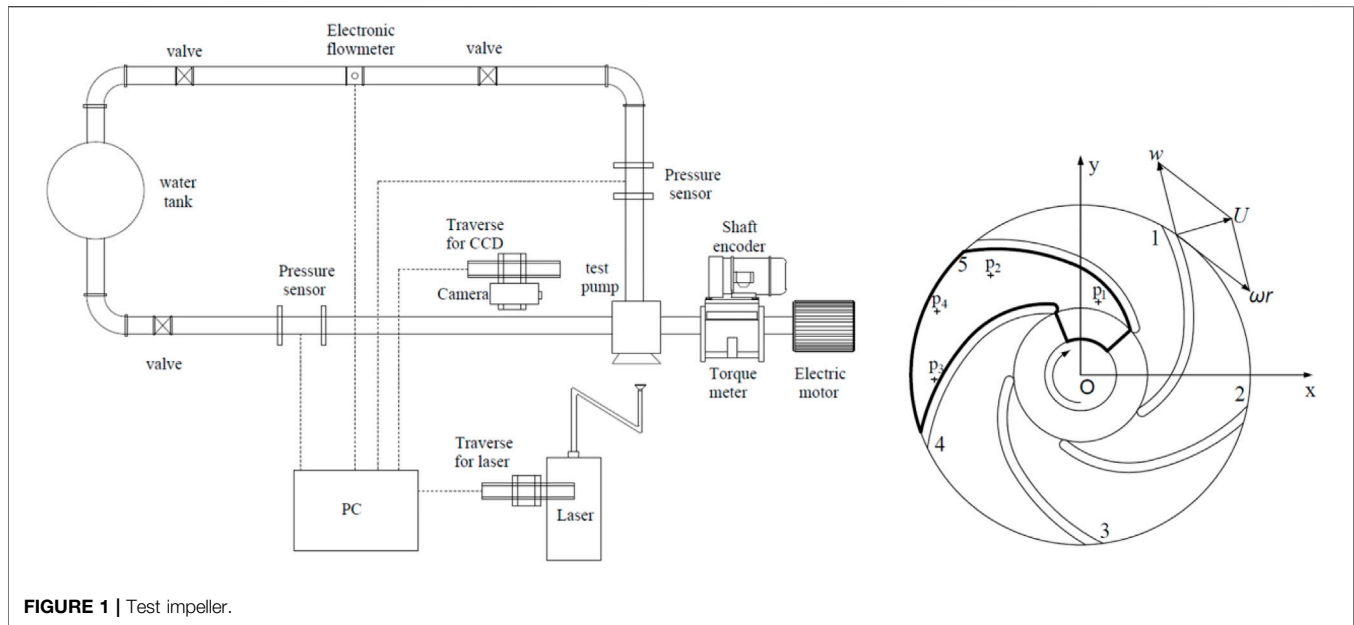 valve
Electronic
flowmeter
valve
water
tank
Pressure
sensor
Traverse
for CCD
Shaft
encoder
Pressure
sensor
Camera
test
pump
valve
Torque
meter
Electric
motor
Traverse
for laser
PC
Laser
y
w
U
1
5
p2
p1
p4
ωr
p3
O
x
2
4
3
FIGURE 1 | Test impeller.